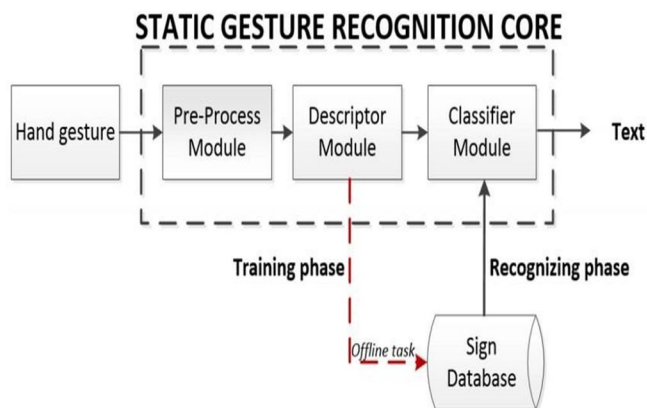 STATIC GESTURE RECOGNITION CORE
Hand gesture
Pre-Process
Module
Descriptor
Module
Classifier
Module
Text
Training phase
Recognizing phase
Offline task
Sign
Database